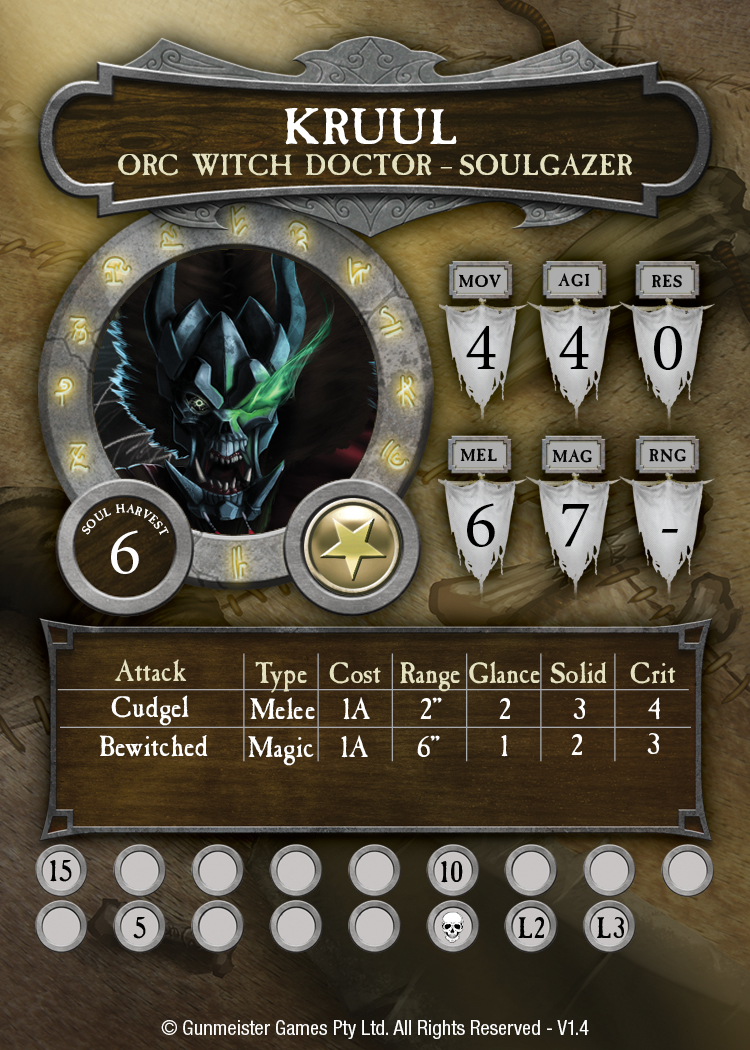 KRUUL
ORC WITCH DOCTOR – SOULGAZER
MOV AGI RES
4 4 0
MEL MAG RNG
6 7 -
SOUL HARVEST
6
Attack Type Cost Range Glance Solid Crit
Cudgel Melee 1A 2” 2 3 4
Bewitched Magic 1A 6” 1 2 3
15 10
5 L2 L3
© Gunmeister Games Pty Ltd. All Rights Reserved - V1.4